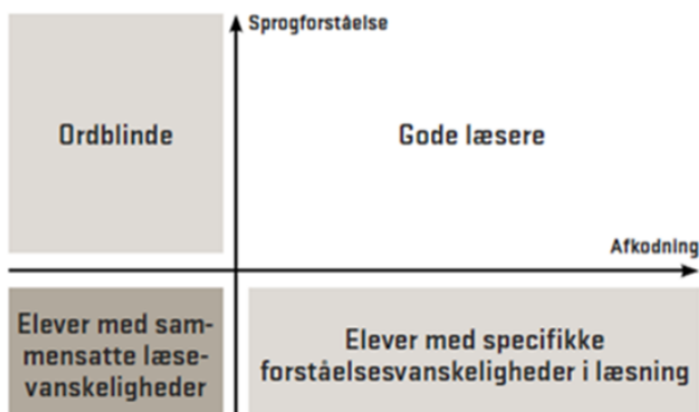 Sprogforståelse
Ordblinde
Gode læsere
Afkodning
Elever med sam-
mensatte læse-
vanskeligheder
Elever med specifikke
forståelsesvanskeligheder i læsning